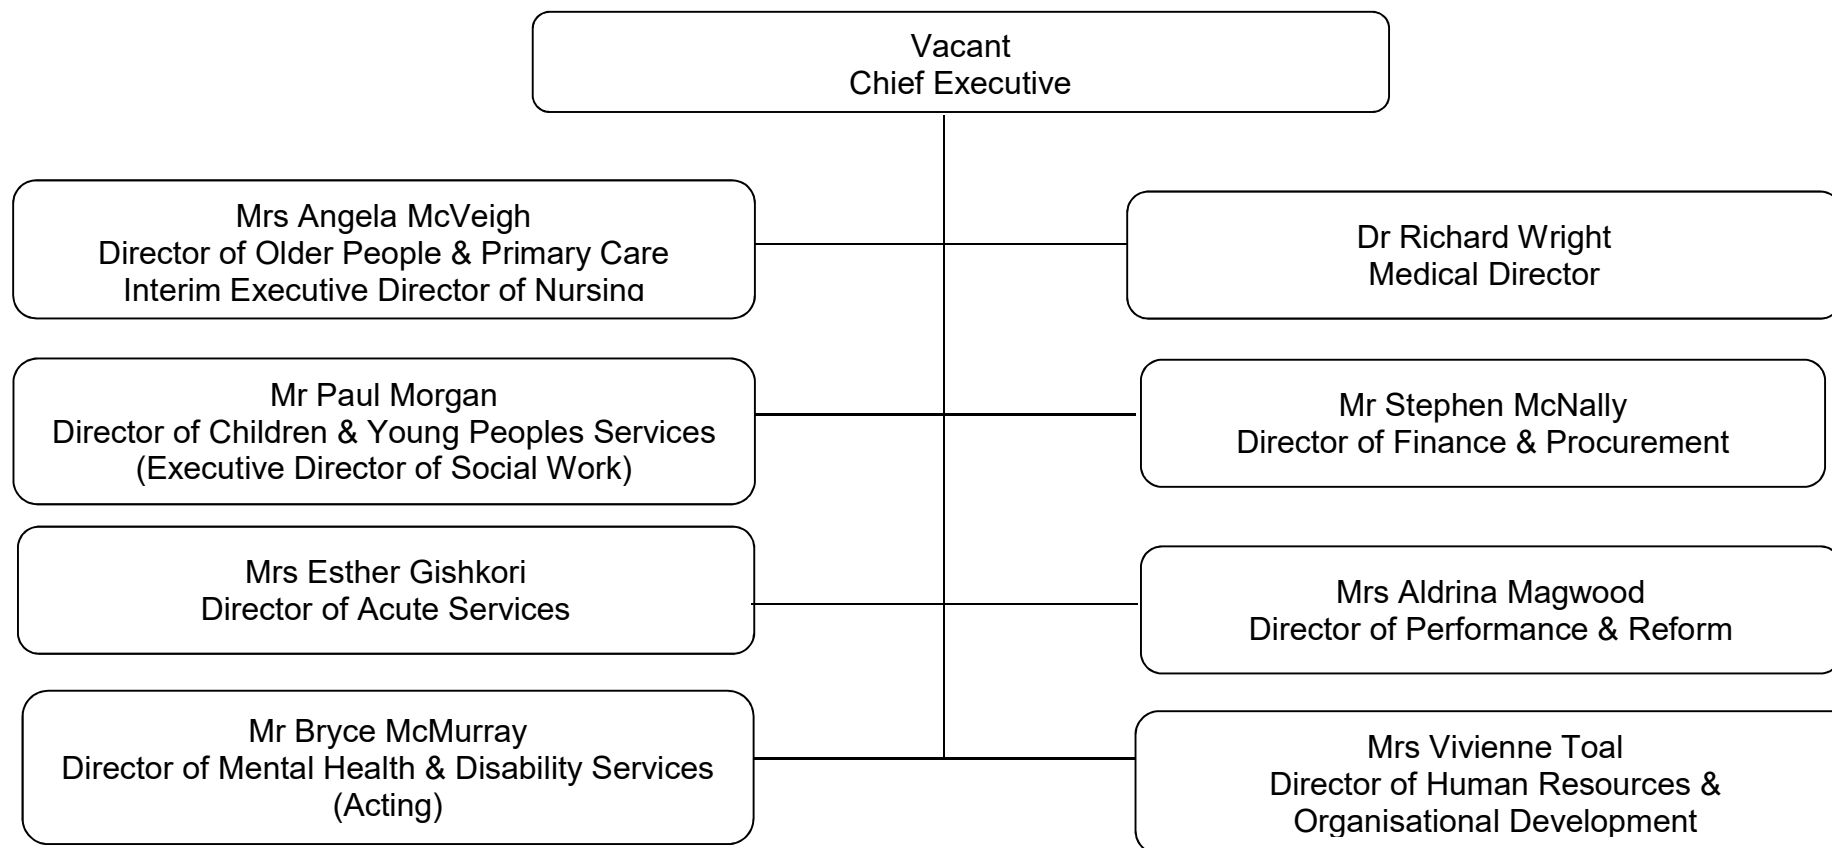 Vacant
Chief Executive
Mrs Angela McVeigh
Director of Older People & Primary Care
Interim Executive Director of Nursing
Dr Richard Wright
Medical Director
Mr Paul Morgan
Director of Children & Young Peoples Services
(Executive Director of Social Work)
Mr Stephen McNally
Director of Finance & Procurement
Mrs Esther Gishkori
Director of Acute Services
Mrs Aldrina Magwood
Director of Performance & Reform
Mr Bryce McMurray
Director of Mental Health & Disability Services
(Acting)
Mrs Vivienne Toal
Director of Human Resources &
Organisational Development